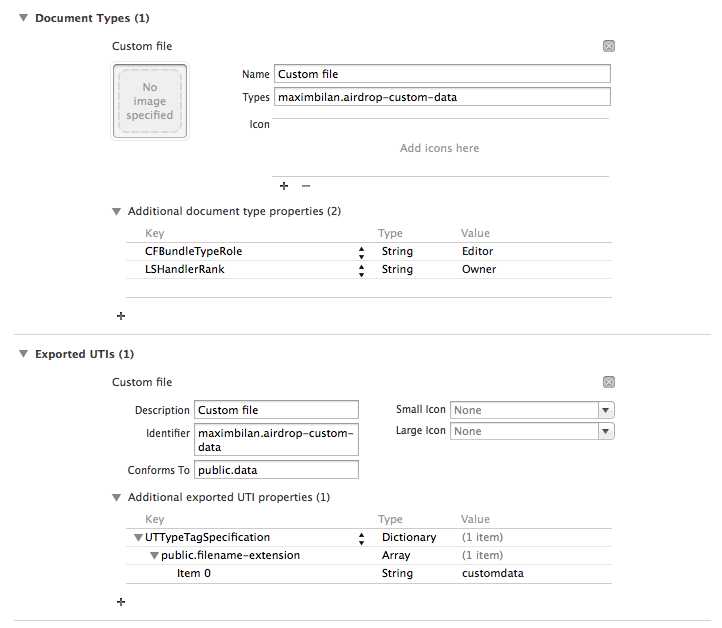 Document Types (1)
Custom file
No
image
specified
Name Custom file
Types maximbilan.airdrop-custom-data
Icon
Add icons here
Additional document type properties (2)
Key Type Value
CFBundleTypeRole String Editor
LSHandlerRank String Owner
Exported UTIs (1)
Custom file
Description Custom file
Small Icon None
Identifier maximbilan.airdrop-custom-
data
Large Icon None
Conforms To public.data
Additional exported UTI properties (1)
Key Type Value
UTTypeTagSpecification Dictionary (1 item)
public.filename-extension Array (1 item)
Item 0 String customdata